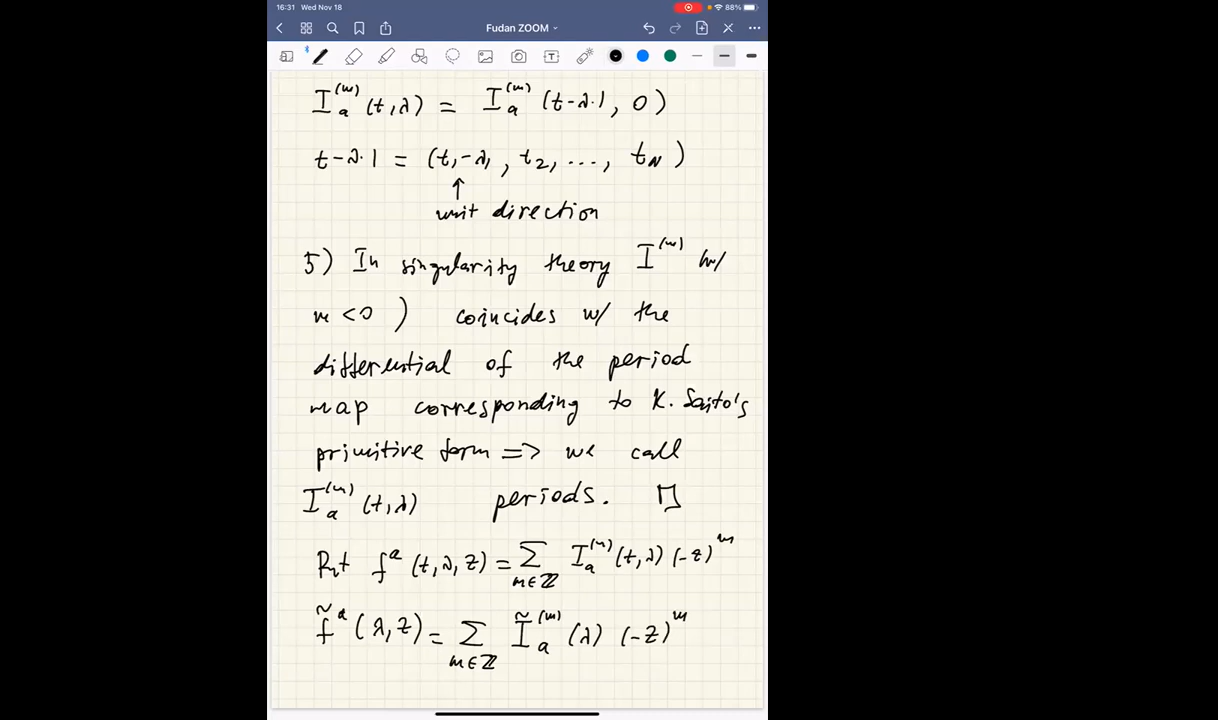 16:31 Wed Nov 18
88%
Fudan ZOOM
I_a^{(m)}(t,λ) = I_a^{(m)}(t-λ·1, 0)
t-λ·1 = (t_1-λ, t_2, ..., t_N)
↑
unit direction
5) In singularity theory I^{(m)} (w/
m<0) coincides w/ the
differential of the period
map corresponding to K. Saito's
primitive form => we call
I_a^{(m)}(t,λ) periods. □
Put f^a(t,λ,z) = ∑_{m∈ℤ} I_a^{(m)}(t,λ)(-z)^m
f̃^a(λ,z) = ∑_{m∈ℤ} Ĩ_a^{(m)}(λ)(-z)^m